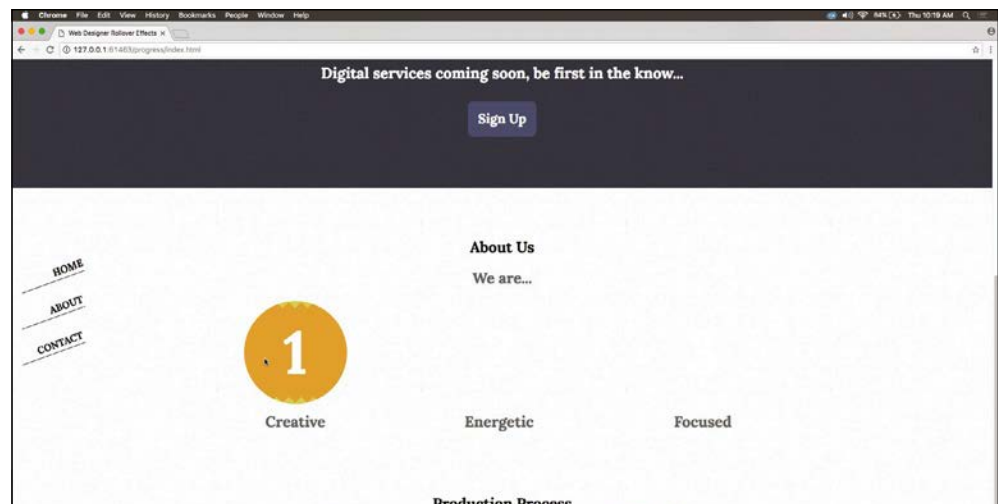 Chrome File Edit View History Bookmarks People Window Help
84% Thu 10:19 AM
Web Designer Rollover Effects
127.0.0.1:61463/progress/index.html
Digital services coming soon, be first in the know...
Sign Up
About Us
We are...
HOME
ABOUT
CONTACT
1
Creative Energetic Focused
Production Process